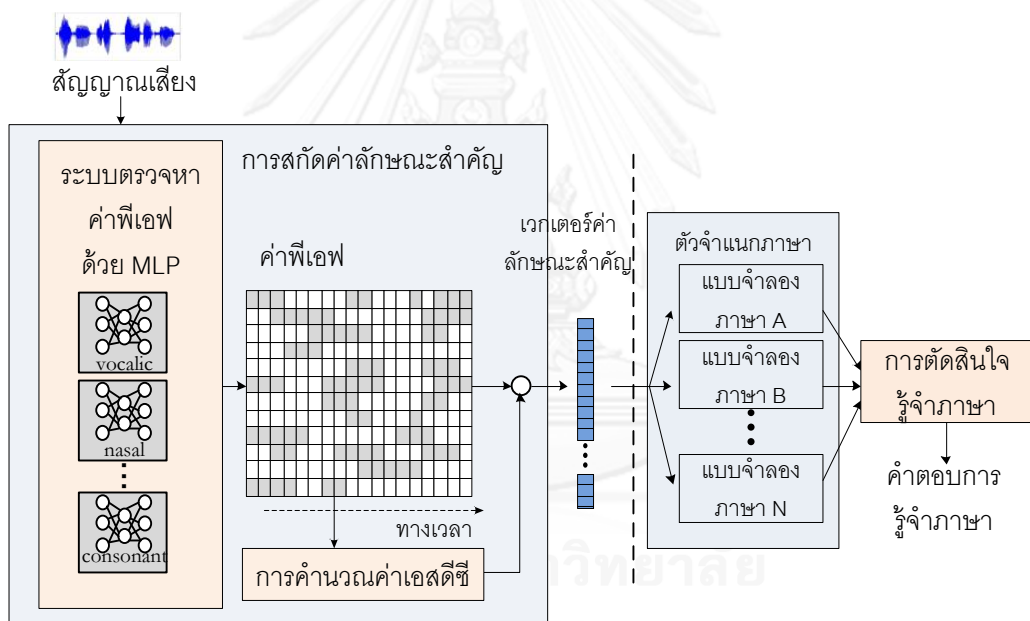 สัญญาณเสียง
การสกัดค่าลักษณะสำคัญ
ระบบตรวจหา
ค่าพีเอฟ
ด้วย MLP
vocalic
nasal
consonant
ค่าพีเอฟ
ทางเวลา
การคำนวณค่าเอสดีซี
เวกเตอร์ค่า
ลักษณะสำคัญ
ตัวจำแนกภาษา
แบบจำลอง
ภาษา A
แบบจำลอง
ภาษา B
แบบจำลอง
ภาษา N
การตัดสินใจ
รู้จำภาษา
คำตอบการ
รู้จำภาษา